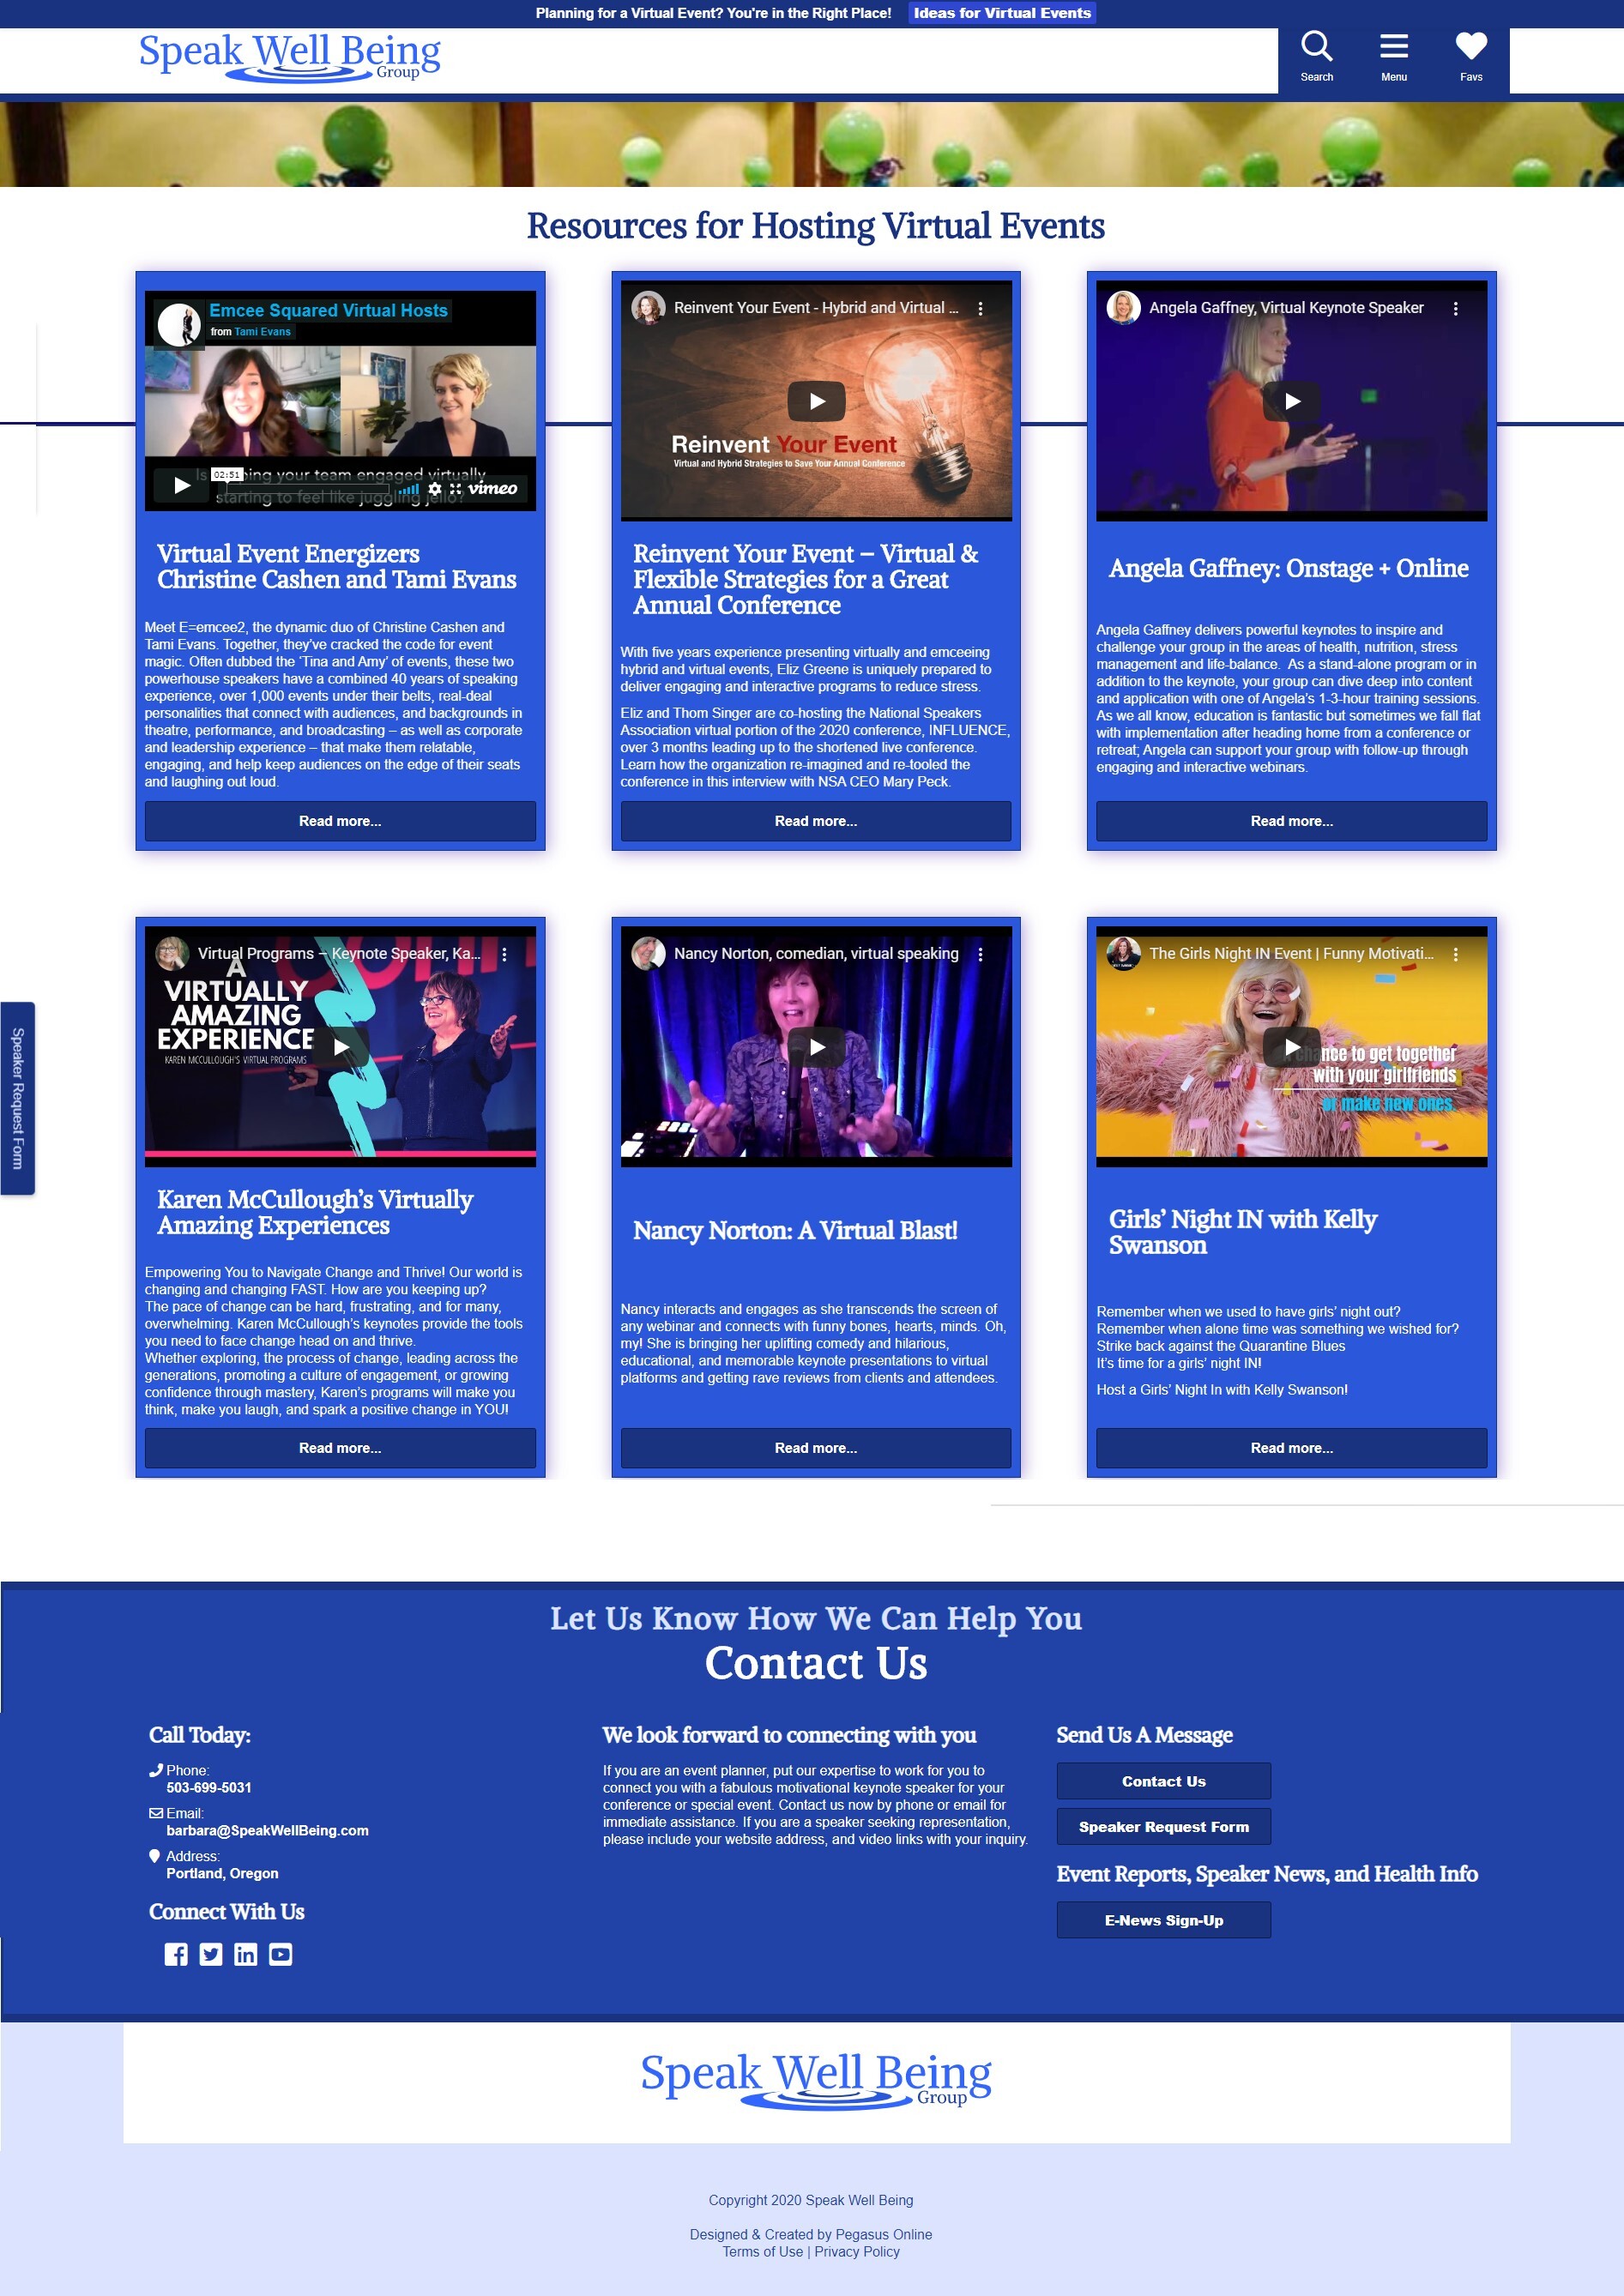 Planning for a Virtual Event? You're in the Right Place! Ideas for Virtual Events
Speak Well Being
Group
Search Menu Favs
Resources for Hosting Virtual Events
Emcee Squared Virtual Hosts
from Tami Evans
your team engaged virtually,
starting to feel like juggling jello?
02:51
vimeo
Virtual Event Energizers
Christine Cashen and Tami Evans
Meet E=emcee2, the dynamic duo of Christine Cashen and
Tami Evans. Together, they've cracked the code for event
magic. Often dubbed the 'Tina and Amy' of events, these two
powerhouse speakers have a combined 40 years of speaking
experience, over 1,000 events under their belts, real-deal
personalities that connect with audiences, and backgrounds in
theatre, performance, and broadcasting – as well as corporate
and leadership experience – that make them relatable,
engaging, and help keep audiences on the edge of their seats
and laughing out loud.
Read more...
Reinvent Your Event - Hybrid and Virtual ...
Reinvent Your Event
Virtual and Hybrid Strategies to Save Your Annual Conference
Reinvent Your Event – Virtual &
Flexible Strategies for a Great
Annual Conference
With five years experience presenting virtually and emceeing
hybrid and virtual events, Eliz Greene is uniquely prepared to
deliver engaging and interactive programs to reduce stress.
Eliz and Thom Singer are co-hosting the National Speakers
Association virtual portion of the 2020 conference, INFLUENCE,
over 3 months leading up to the shortened live conference.
Learn how the organization re-imagined and re-tooled the
conference in this interview with NSA CEO Mary Peck.
Read more...
Angela Gaffney, Virtual Keynote Speaker
Angela Gaffney: Onstage + Online
Angela Gaffney delivers powerful keynotes to inspire and
challenge your group in the areas of health, nutrition, stress
management and life-balance. As a stand-alone program or in
addition to the keynote, your group can dive deep into content
and application with one of Angela's 1-3-hour training sessions.
As we all know, education is fantastic but sometimes we fall flat
with implementation after heading home from a conference or
retreat; Angela can support your group with follow-up through
engaging and interactive webinars.
Read more...
Speaker Request Form
Virtual Programs – Keynote Speaker, Ka...
A
VIRTUALLY
AMAZING
EXPERIENCE
KAREN MCCULLOUGH'S VIRTUAL PROGRAMS
Karen McCullough's Virtually
Amazing Experiences
Empowering You to Navigate Change and Thrive! Our world is
changing and changing FAST. How are you keeping up?
The pace of change can be hard, frustrating, and for many,
overwhelming. Karen McCullough's keynotes provide the tools
you need to face change head on and thrive.
Whether exploring, the process of change, leading across the
generations, promoting a culture of engagement, or growing
confidence through mastery, Karen's programs will make you
think, make you laugh, and spark a positive change in YOU!
Read more...
Nancy Norton, comedian, virtual speaking
Nancy Norton: A Virtual Blast!
Nancy interacts and engages as she transcends the screen of
any webinar and connects with funny bones, hearts, minds. Oh,
my! She is bringing her uplifting comedy and hilarious,
educational, and memorable keynote presentations to virtual
platforms and getting rave reviews from clients and attendees.
Read more...
The Girls Night IN Event | Funny Motivati...
chance to get together
with your girlfriends
or make new ones.
Girls' Night IN with Kelly
Swanson
Remember when we used to have girls' night out?
Remember when alone time was something we wished for?
Strike back against the Quarantine Blues
It's time for a girls' night IN!
Host a Girls' Night In with Kelly Swanson!
Read more...
Let Us Know How We Can Help You
Contact Us
Call Today:
Phone:
503-699-5031
Email:
barbara@SpeakWellBeing.com
Address:
Portland, Oregon
Connect With Us
We look forward to connecting with you
If you are an event planner, put our expertise to work for you to
connect you with a fabulous motivational keynote speaker for your
conference or special event. Contact us now by phone or email for
immediate assistance. If you are a speaker seeking representation,
please include your website address, and video links with your inquiry.
Send Us A Message
Contact Us
Speaker Request Form
Event Reports, Speaker News, and Health Info
E-News Sign-Up
Speak Well Being
Group
Copyright 2020 Speak Well Being
Designed & Created by Pegasus Online
Terms of Use | Privacy Policy